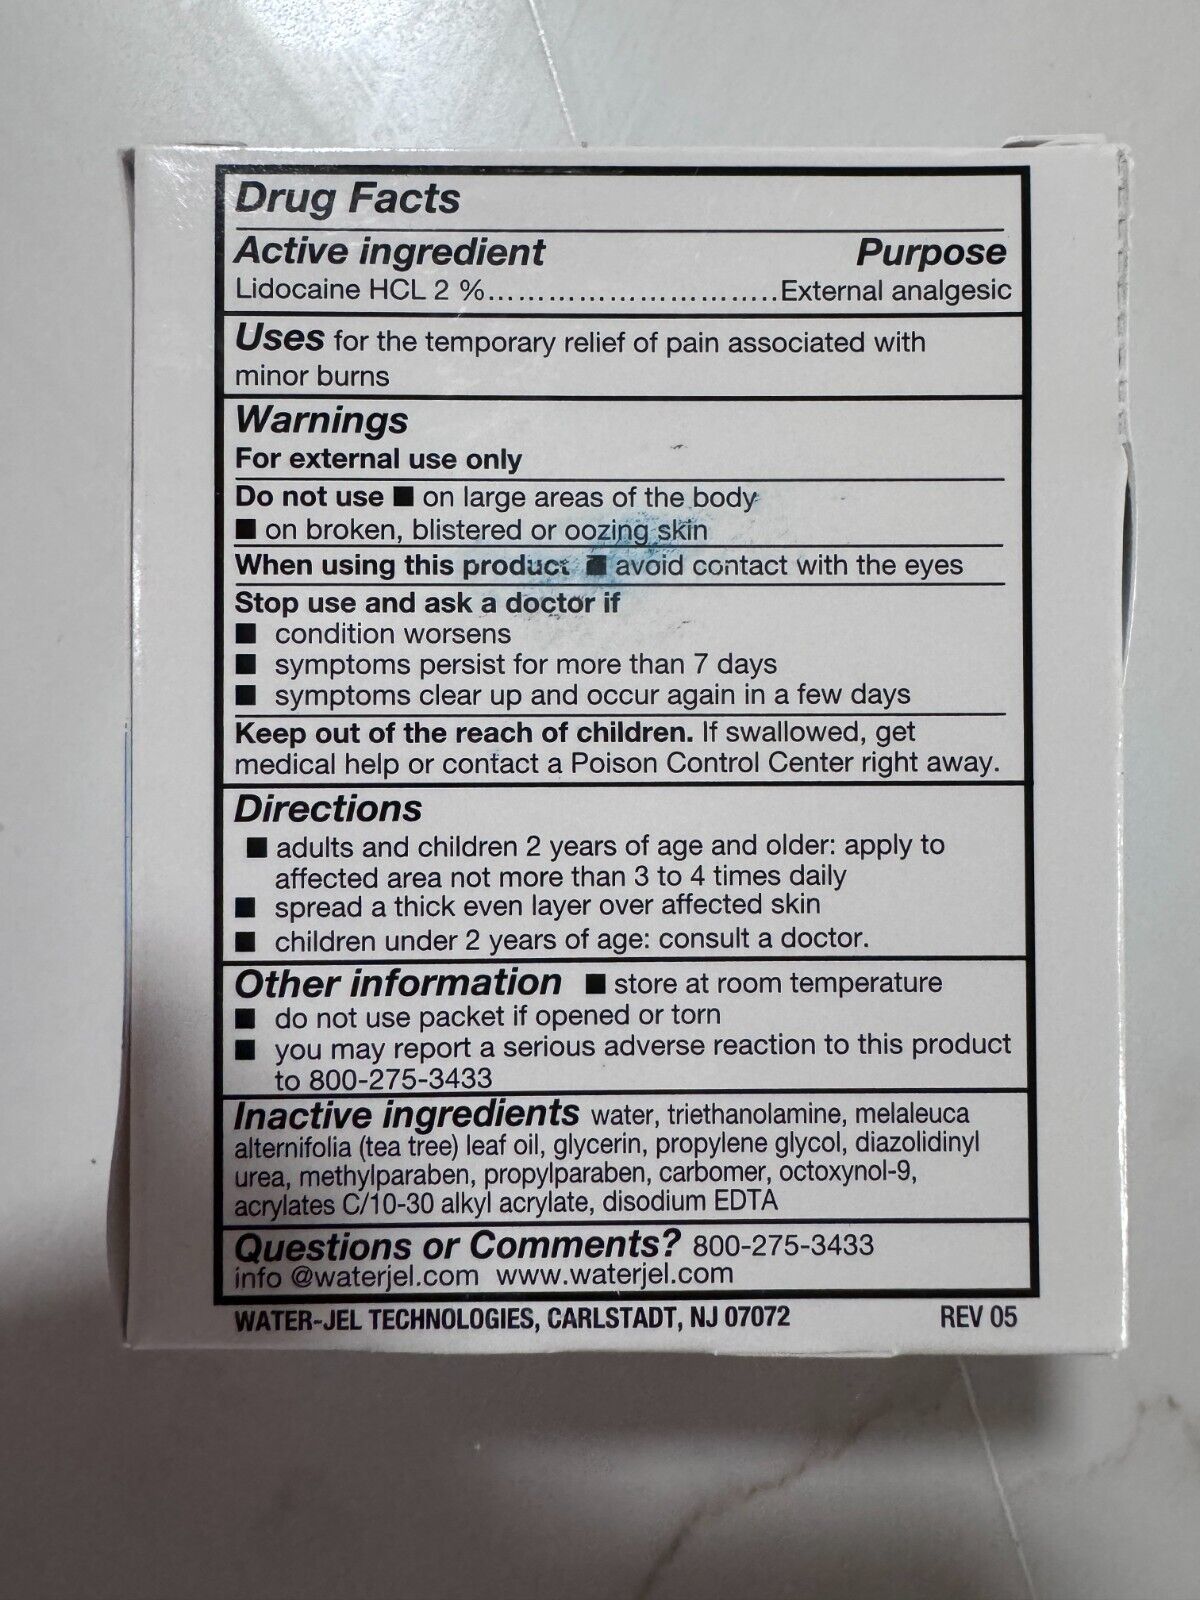 Drug Facts
Active ingredient Purpose
Lidocaine HCL 2 %............................External analgesic
Uses for the temporary relief of pain associated with
minor burns
Warnings
For external use only
Do not use ■ on large areas of the body
■ on broken, blistered or oozing skin
When using this product ■ avoid contact with the eyes
Stop use and ask a doctor if
■ condition worsens
■ symptoms persist for more than 7 days
■ symptoms clear up and occur again in a few days
Keep out of the reach of children. If swallowed, get
medical help or contact a Poison Control Center right away.
Directions
■ adults and children 2 years of age and older: apply to
affected area not more than 3 to 4 times daily
■ spread a thick even layer over affected skin
■ children under 2 years of age: consult a doctor.
Other information ■ store at room temperature
■ do not use packet if opened or torn
■ you may report a serious adverse reaction to this product
to 800-275-3433
Inactive ingredients water, triethanolamine, melaleuca
alternifolia (tea tree) leaf oil, glycerin, propylene glycol, diazolidinyl
urea, methylparaben, propylparaben, carbomer, octoxynol-9,
acrylates C/10-30 alkyl acrylate, disodium EDTA
Questions or Comments? 800-275-3433
info @waterjel.com www.waterjel.com
WATER-JEL TECHNOLOGIES, CARLSTADT, NJ 07072 REV 05